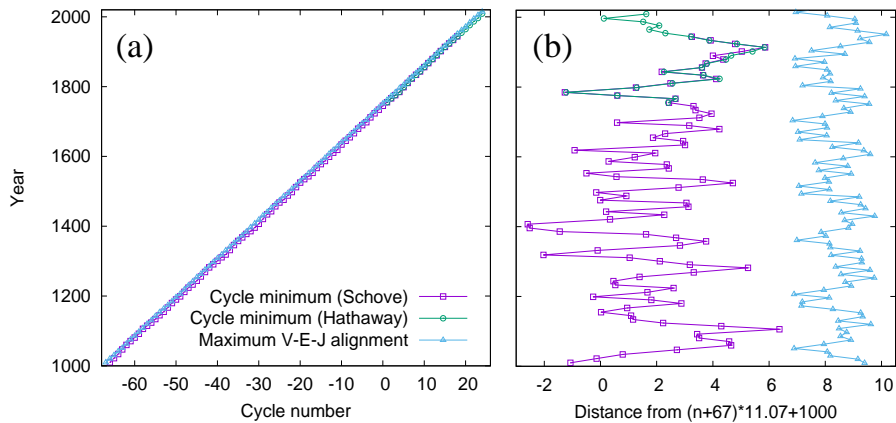 2000
(a)
(b)
1800
1600
Year
1400
1200
1000
Cycle minimum (Schove)
Cycle minimum (Hathaway)
Maximum V-E-J alignment
-60 -50 -40 -30 -20 -10 0 10 20
-2 0 2 4 6 8 10
Cycle number
Distance from (n+67)*11.07+1000